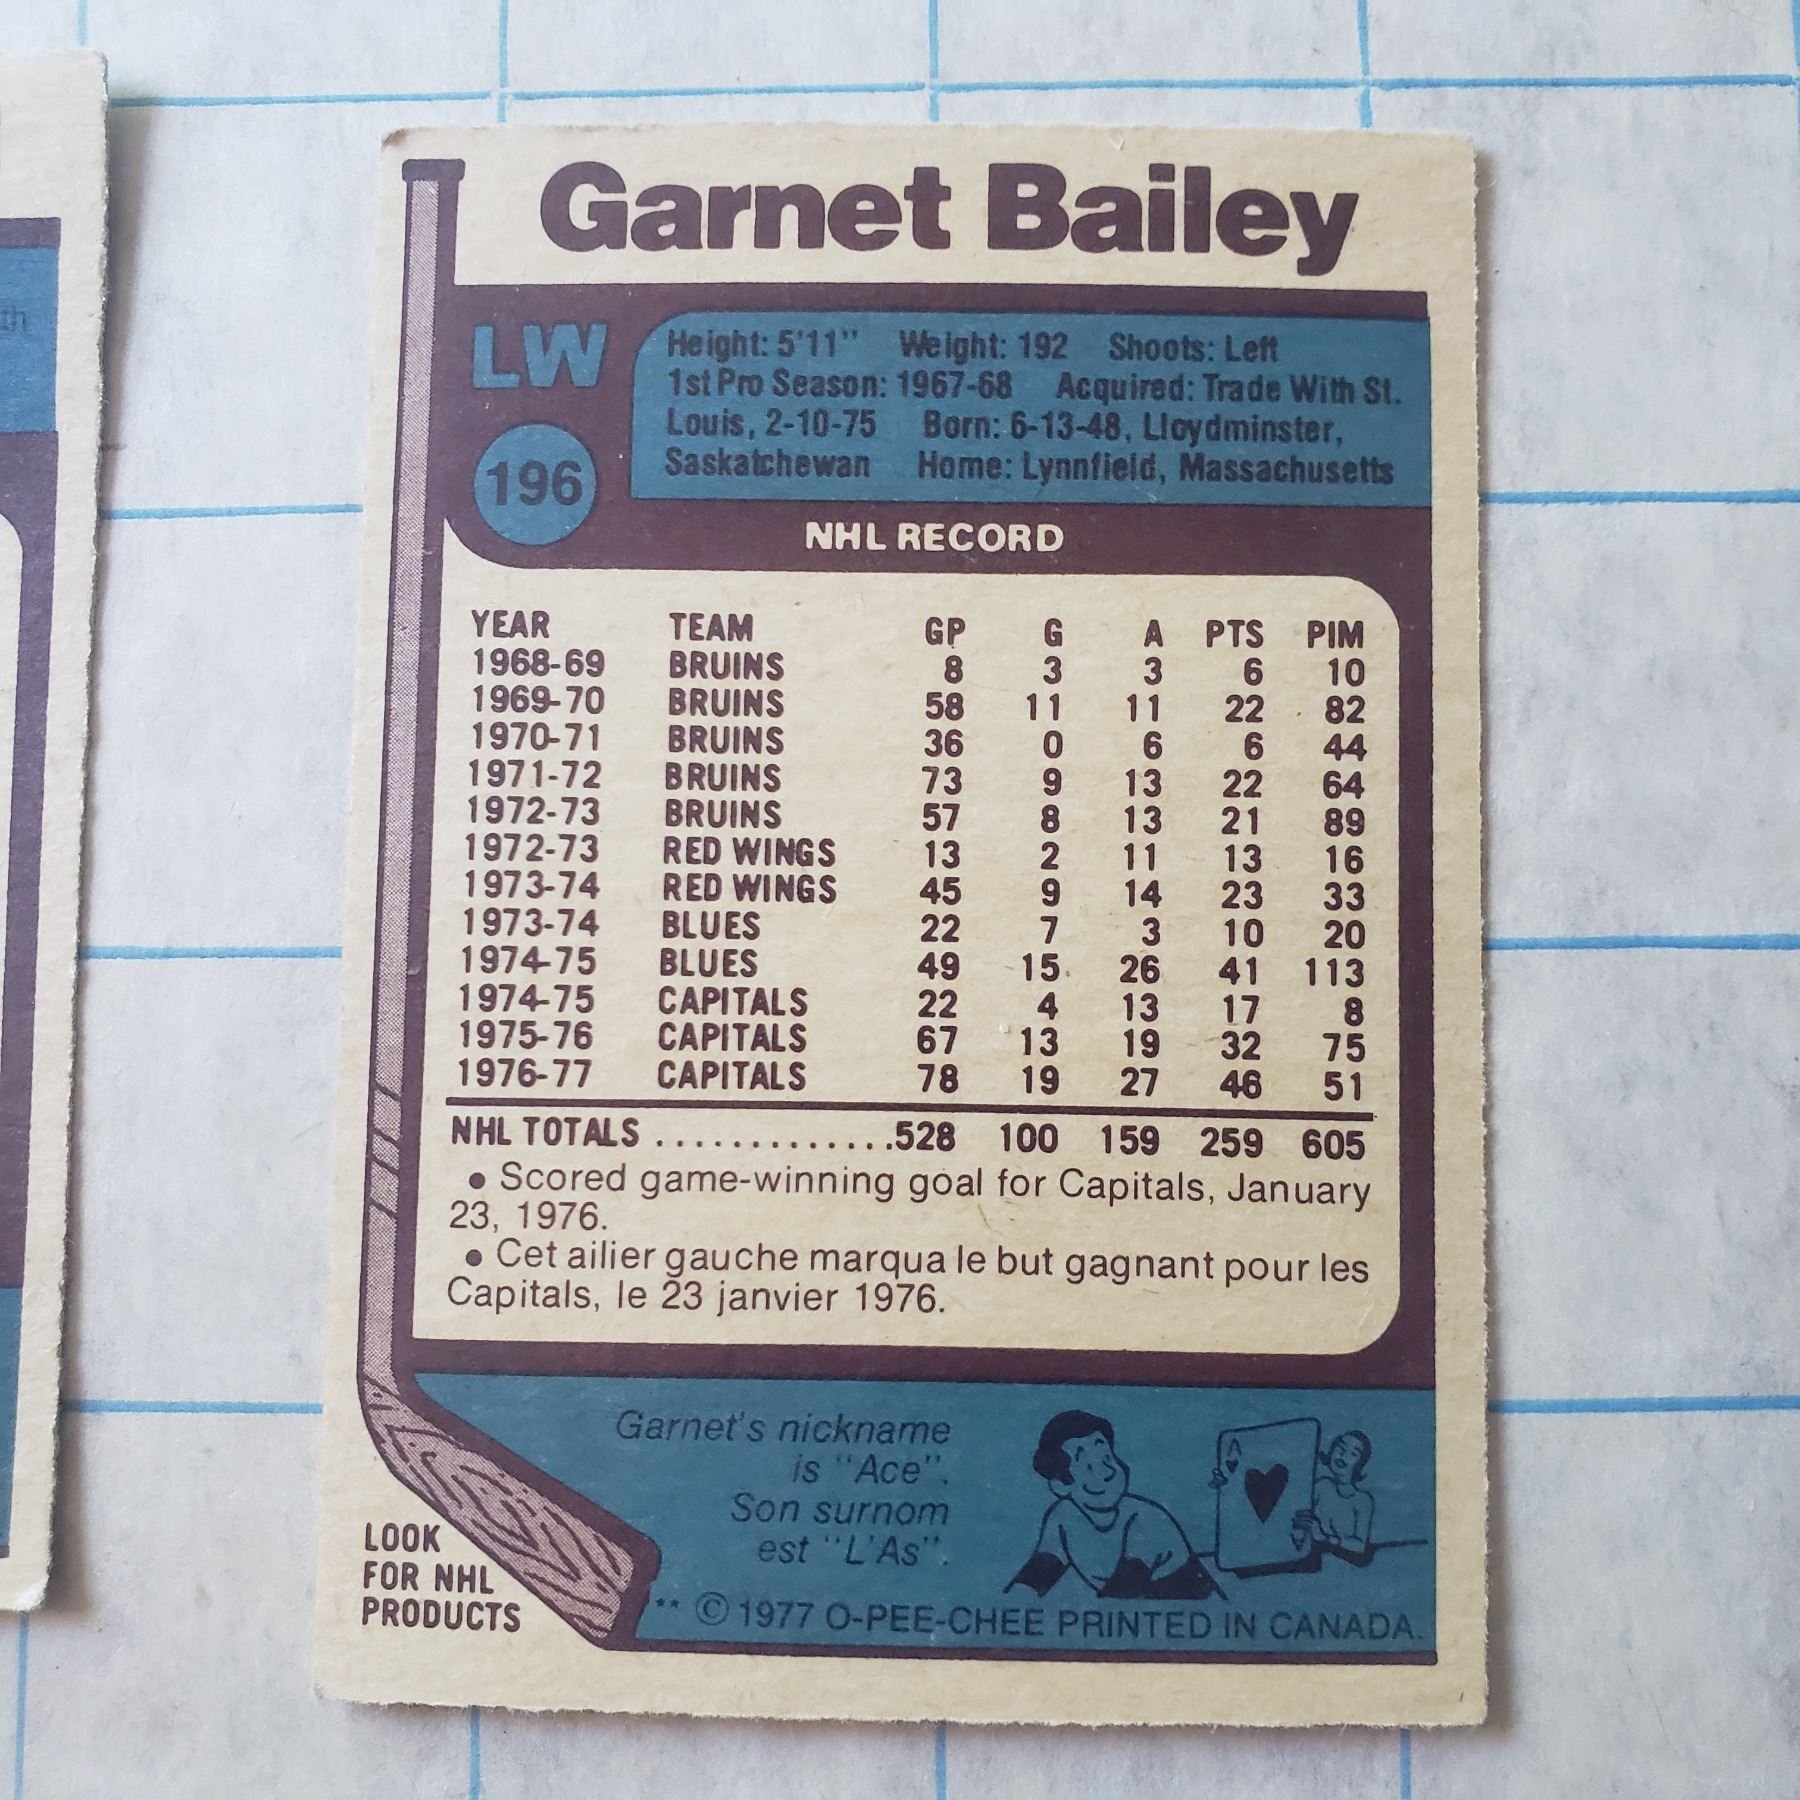 Garnet Bailey
LW
196
Height: 5'11" Weight: 192 Shoots: Left
1st Pro Season: 1967-68 Acquired: Trade With St.
Louis, 2-10-75 Born: 6-13-48, Lloydminster,
Saskatchewan Home: Lynnfield, Massachusetts
NHL RECORD
YEAR TEAM GP G A PTS PIM
1968-69 BRUINS 8 3 3 6 10
1969-70 BRUINS 58 11 11 22 82
1970-71 BRUINS 36 0 6 6 44
1971-72 BRUINS 73 9 13 22 64
1972-73 BRUINS 57 8 13 21 89
1972-73 RED WINGS 13 2 11 13 16
1973-74 RED WINGS 45 9 14 23 33
1973-74 BLUES 22 7 3 10 20
1974-75 BLUES 49 15 26 41 113
1974-75 CAPITALS 22 4 13 17 8
1975-76 CAPITALS 67 13 19 32 75
1976-77 CAPITALS 78 19 27 46 51
NHL TOTALS ..............528 100 159 259 605
• Scored game-winning goal for Capitals, January
23, 1976.
• Cet ailier gauche marqua le but gagnant pour les
Capitals, le 23 janvier 1976.
Garnet's nickname
is "Ace".
Son surnom
est "L'As".
A
LOOK
FOR NHL
PRODUCTS
** © 1977 O-PEE-CHEE PRINTED IN CANADA.